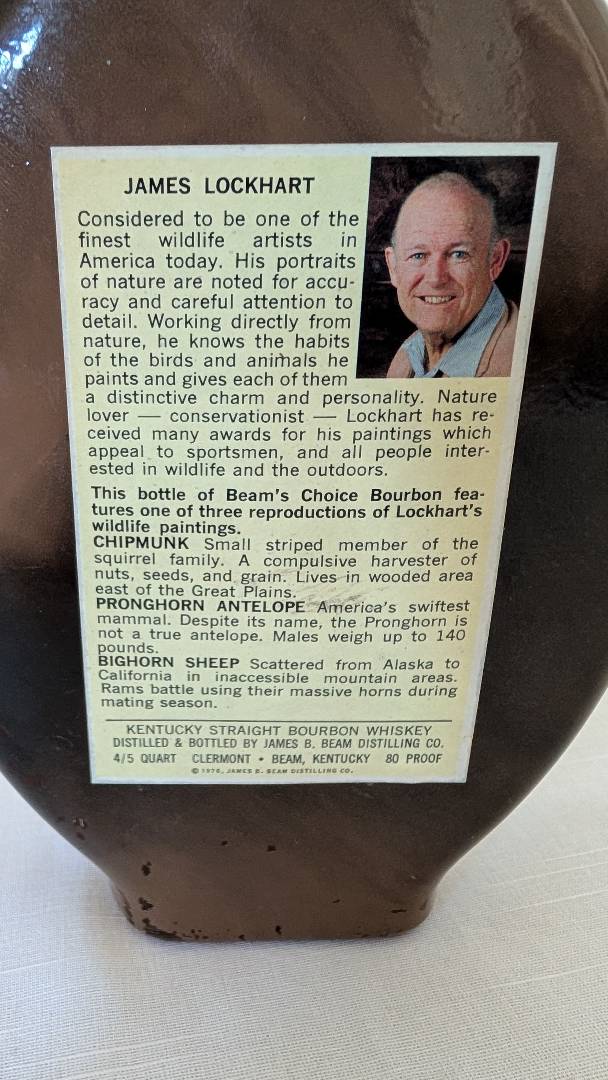 JAMES LOCKHART
Considered to be one of the
finest wildlife artists in
America today. His portraits
of nature are noted for accu-
racy and careful attention to
detail. Working directly from
nature, he knows the habits
of the birds and animals he
paints and gives each of them
a distinctive charm and personality. Nature
lover — conservationist — Lockhart has re-
ceived many awards for his paintings which
appeal to sportsmen, and all people inter-
ested in wildlife and the outdoors.
This bottle of Beam's Choice Bourbon fea-
tures one of three reproductions of Lockhart's
wildlife paintings.
CHIPMUNK Small striped member of the
squirrel family. A compulsive harvester of
nuts, seeds, and grain. Lives in wooded area
east of the Great Plains.
PRONGHORN ANTELOPE America's swiftest
mammal. Despite its name, the Pronghorn is
not a true antelope. Males weigh up to 140
pounds.
BIGHORN SHEEP Scattered from Alaska to
California in inaccessible mountain areas.
Rams battle using their massive horns during
mating season.
KENTUCKY STRAIGHT BOURBON WHISKEY
DISTILLED & BOTTLED BY JAMES B. BEAM DISTILLING CO.
4/5 QUART CLERMONT • BEAM, KENTUCKY 80 PROOF
© 1976, JAMES B. BEAM DISTILLING CO.